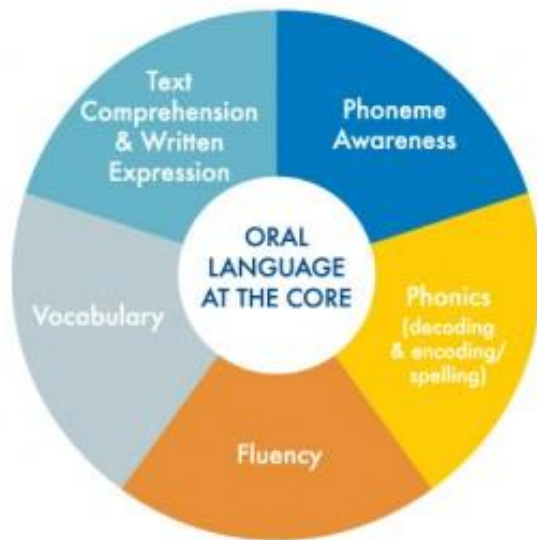 Text
Comprehension
& Written
Expression
Phoneme
Awareness
ORAL
LANGUAGE
AT THE CORE
Vocabulary
Phonics
(decoding
& encoding/
spelling)
Fluency